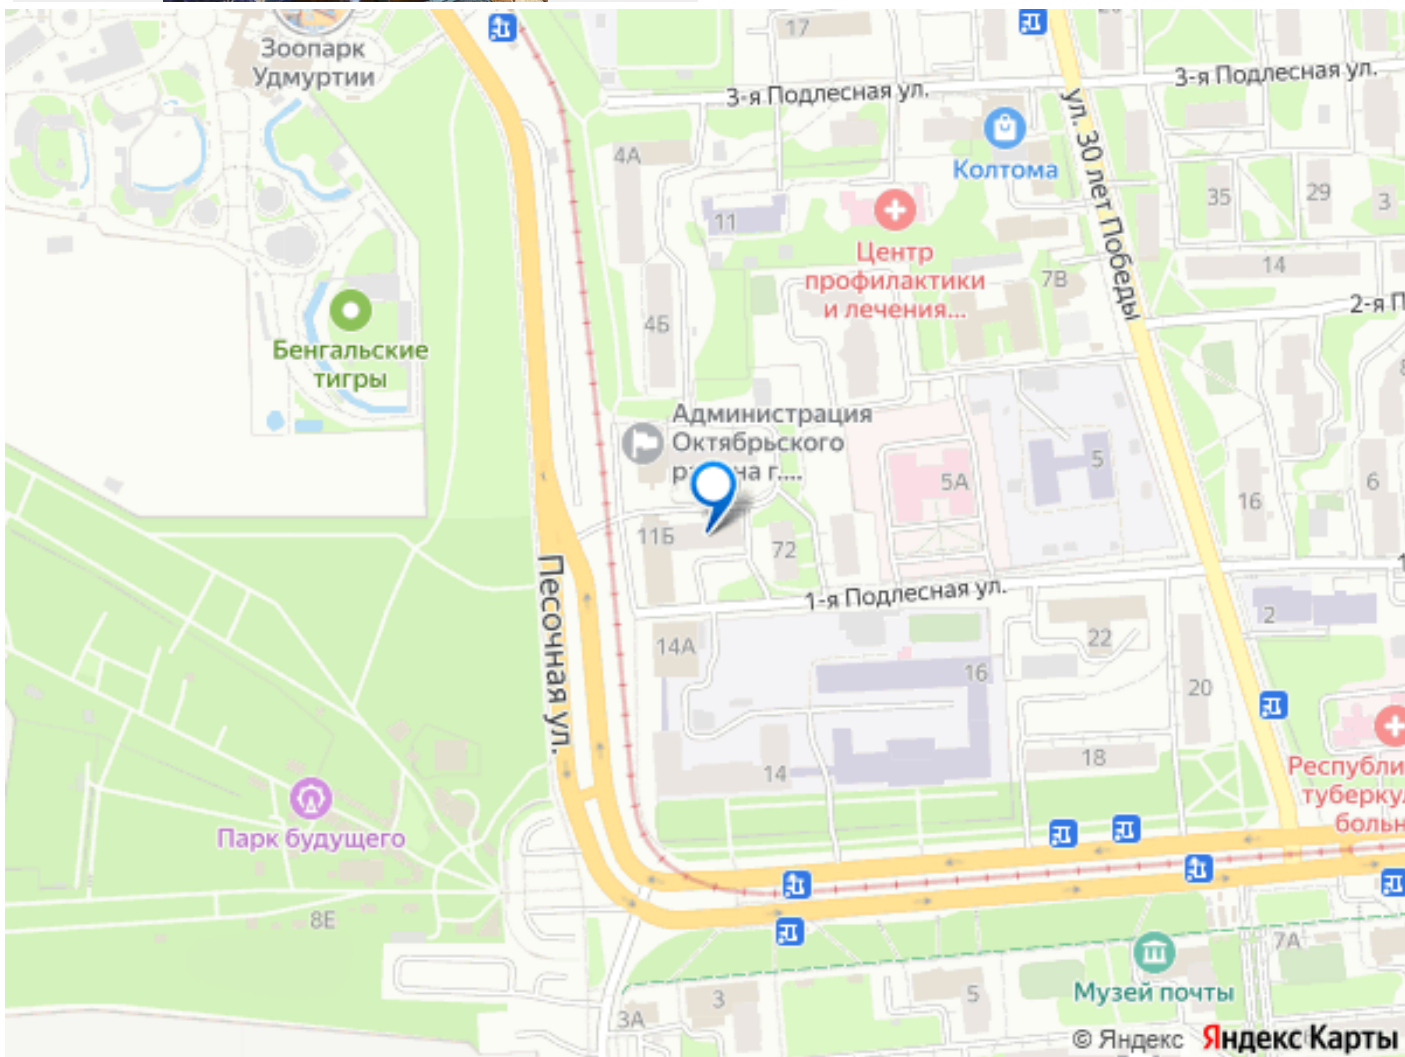 Зоопарк
Удмуртии
17
3-я Подлесная ул.
3-я Подлесная ул.
ул. 30 лет Победы
Колтома
4А
11
35
29
3
Центр
профилактики
и лечения...
7В
14
2-я П
4Б
Бенгальские
тигры
Администрация
Октябрьского
на г....
5А
5
16
6
11Б
72
1-я Подлесная ул.
2
Песочная ул.
14А
22
16
20
14
18
Республи
туберку
больн
Парк будущего
8Е
7А
Музей почты
3
5
3А
© Яндекс Яндекс Карты